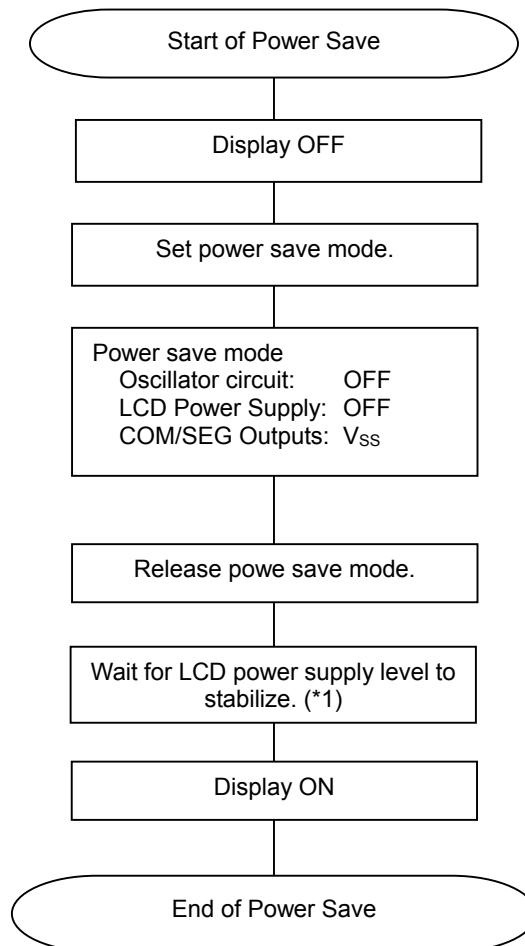 Start of Power Save
Display OFF
Set power save mode.
Power save mode
Oscillator circuit: OFF
LCD Power Supply: OFF
COM/SEG Outputs: VSS
Release powe save mode.
Wait for LCD power supply level to
stabilize. (*1)
Display ON
End of Power Save